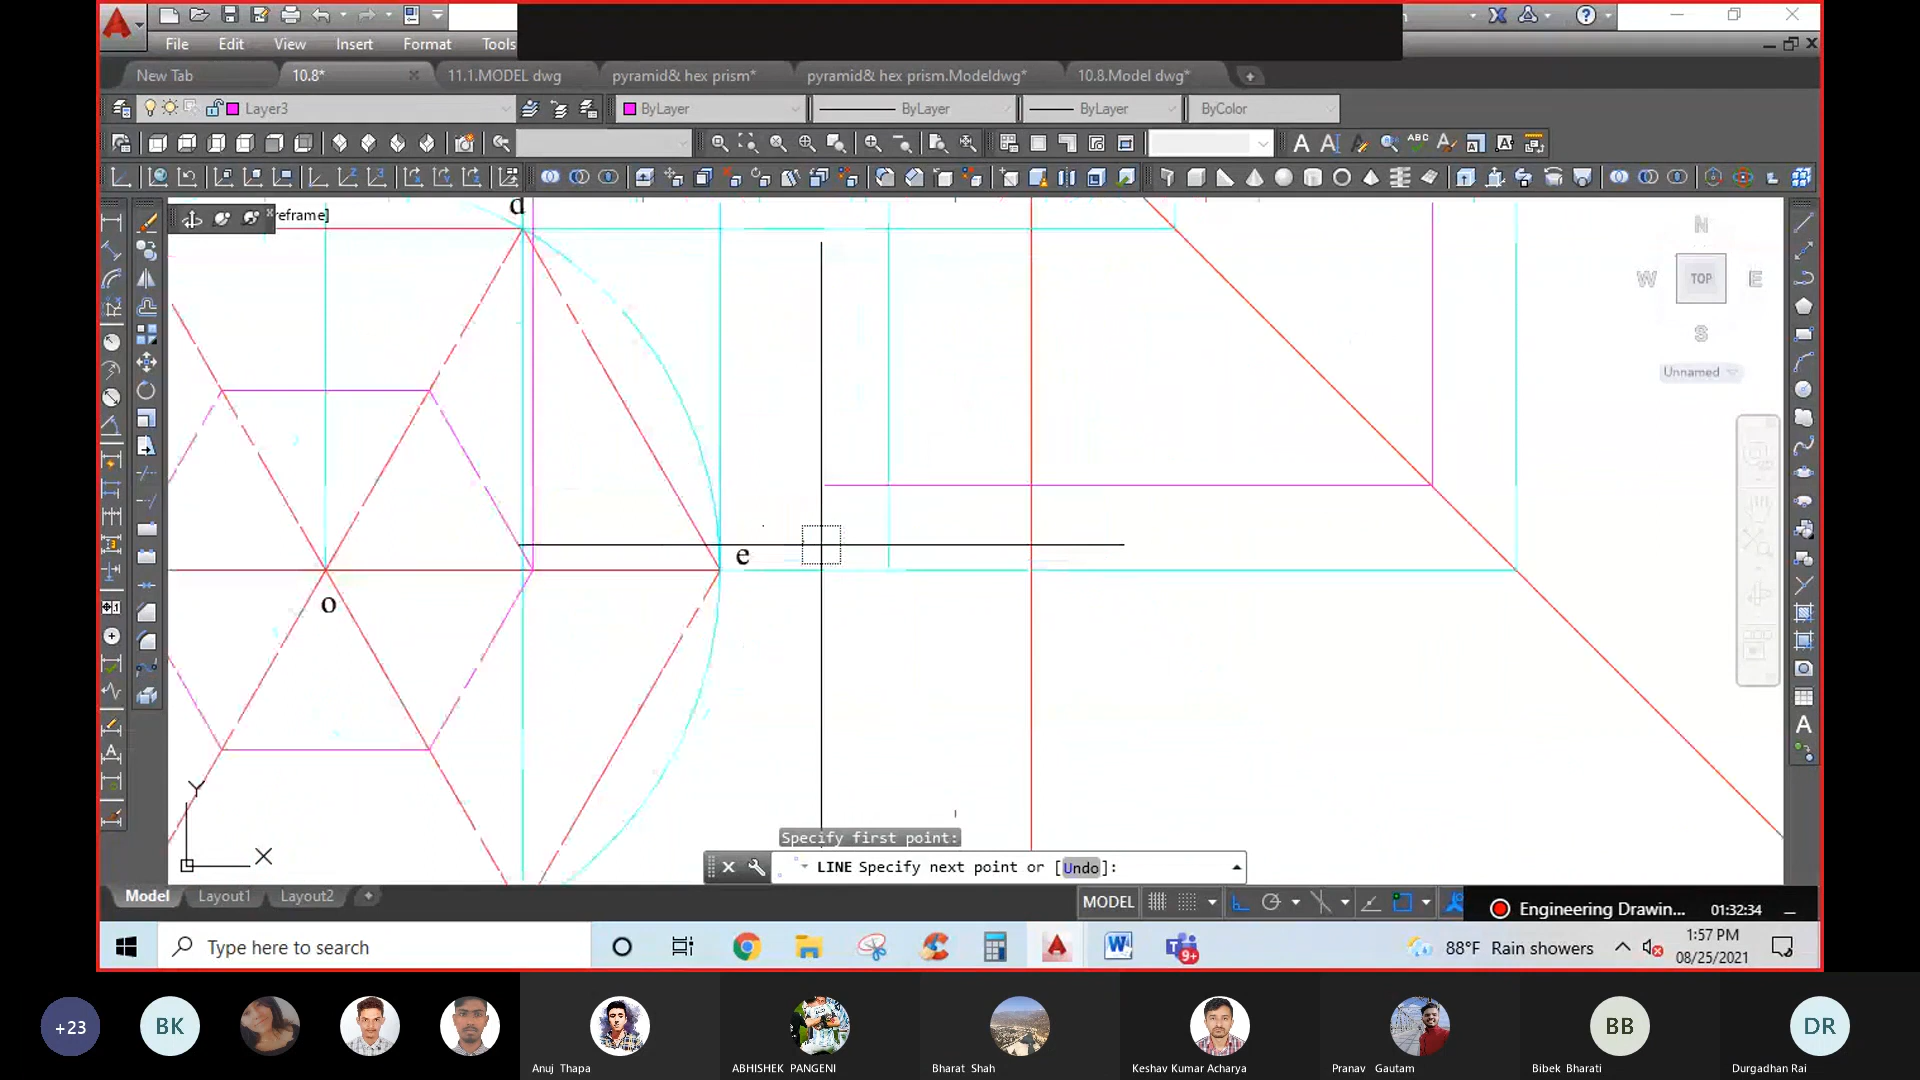 File Edit View Insert Format Tools
New Tab 10.8* 11.1.MODEL dwg pyramid& hex prism* pyramid& hex prism.Modeldwg* 10.8.Model dwg*
Layer3 ByLayer ByLayer ByLayer ByColor
reframe]
d
N
W TOP E
S
Unnamed
e
o
Y
X
Specify first point:
LINE Specify next point or [Undo]:
Model Layout1 Layout2 MODEL
Engineering Drawin... 01:32:34
Type here to search
88°F Rain showers
1:57 PM
08/25/2021
9+
+23 BK BB DR
Anuj Thapa ABHISHEK PANGENI Bharat Shah Keshav Kumar Acharya Pranav Gautam Bibek Bharati Durgadhan Rai